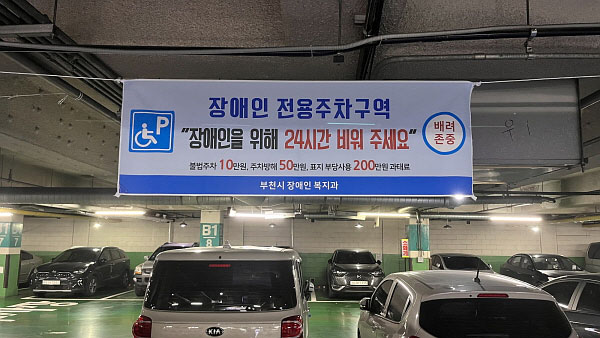 장애인 전용주차구역
P
"장애인을 위해 24시간 비워 주세요"
배려
존중
불법주차 10만원, 주차방해 50만원, 표지 부당사용 200만원 과태료
부천시 장애인 복지과
B1
8
KIA